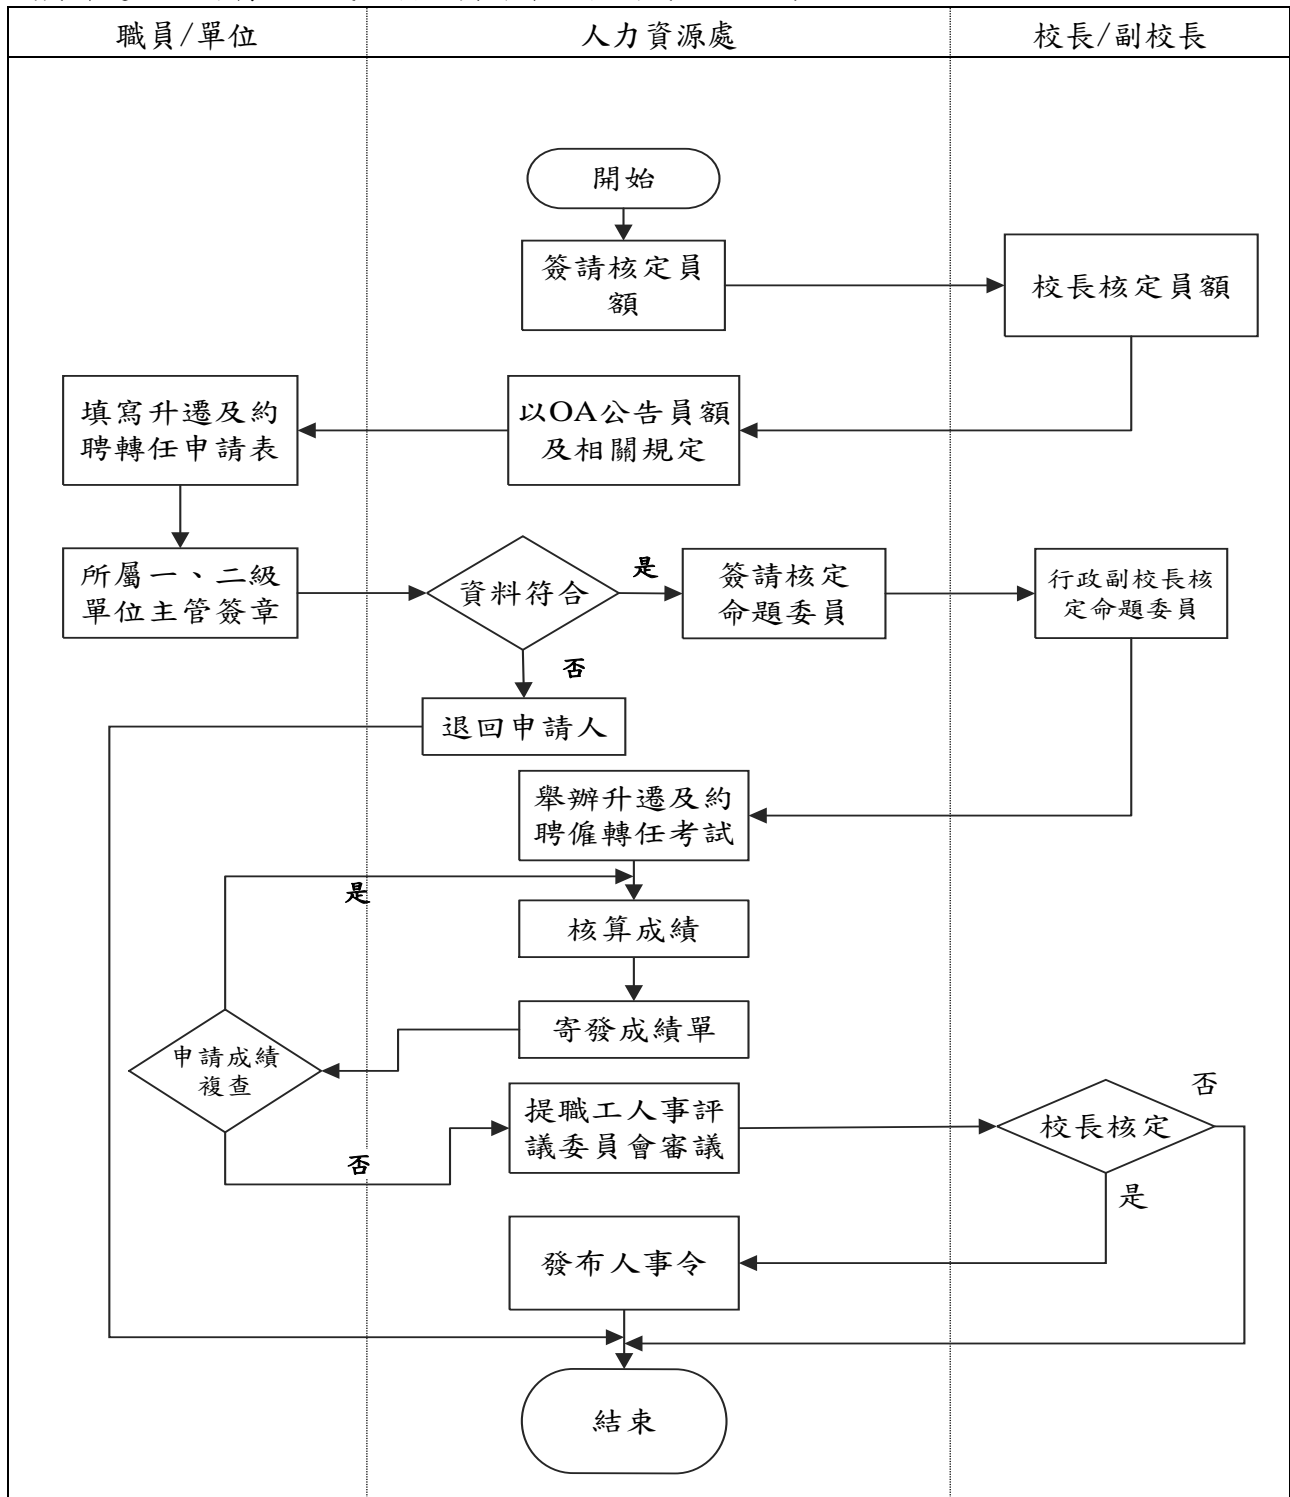 職員/單位
人力資源處
校長/副校長
開始
簽請核定員
額
校長核定員額
以OA公告員額
及相關規定
填寫升遷及約
聘轉任申請表
所屬一、二級
單位主管簽章
資料符合
是
簽請核定
命題委員
行政副校長核
定命題委員
否
退回申請人
舉辦升遷及約
聘僱轉任考試
是
核算成績
寄發成績單
申請成績
複查
否
提職工人事評
議委員會審議
校長核定
否
是
發布人事令
結束